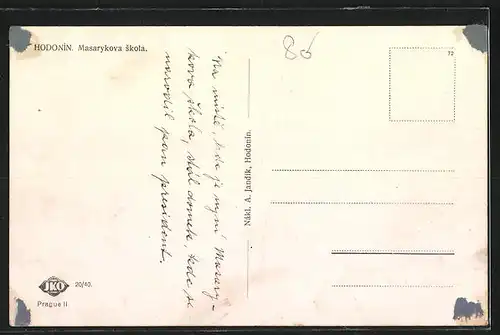 HODONÍN. Masarykova škola.
86
72
Na místě, kde je nyní Masary-
kova škola, stál domek, kde se
narodil pan president.
Nákl. A. Jandík, Hodonín.
JKO
20/40.
Prague II